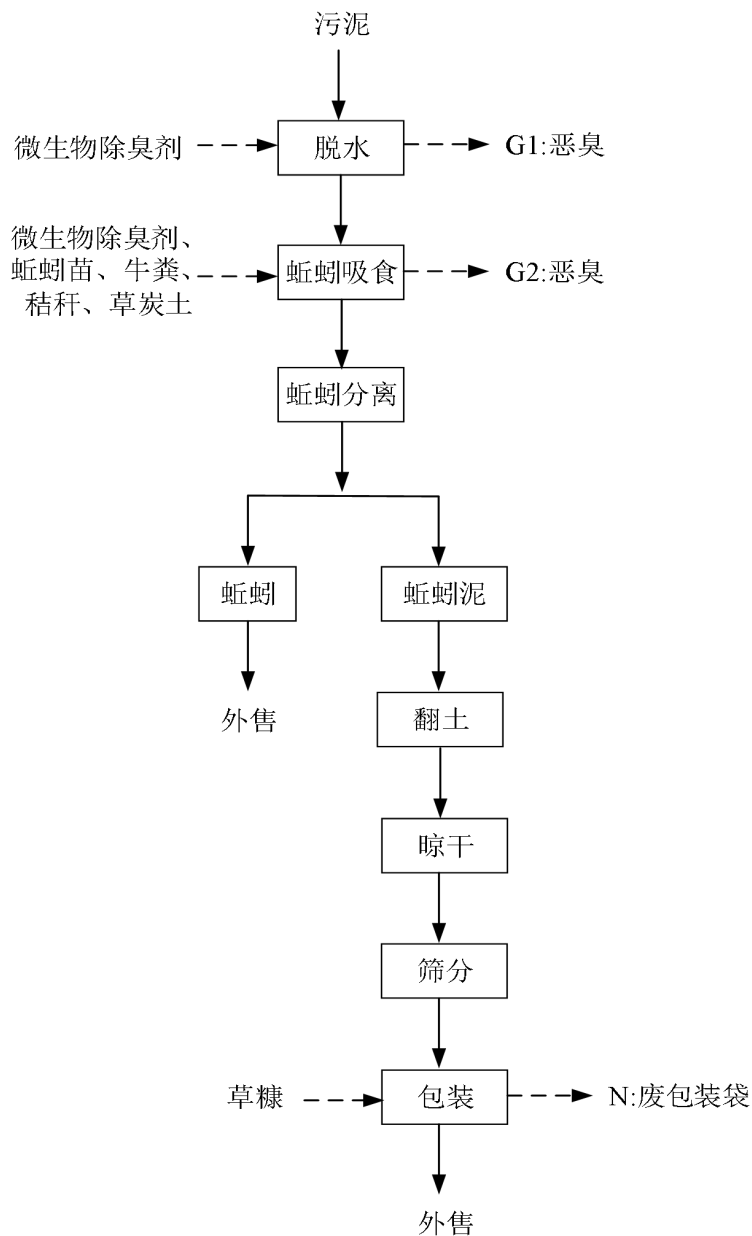 污泥
微生物除臭剂
脱水
G1:恶臭
微生物除臭剂、
蚯蚓苗、牛粪、
秸秆、草炭土
蚯蚓吸食
G2:恶臭
蚯蚓分离
蚯蚓
蚯蚓泥
外售
翻土
晾干
筛分
草糠
包装
N:废包装袋
外售